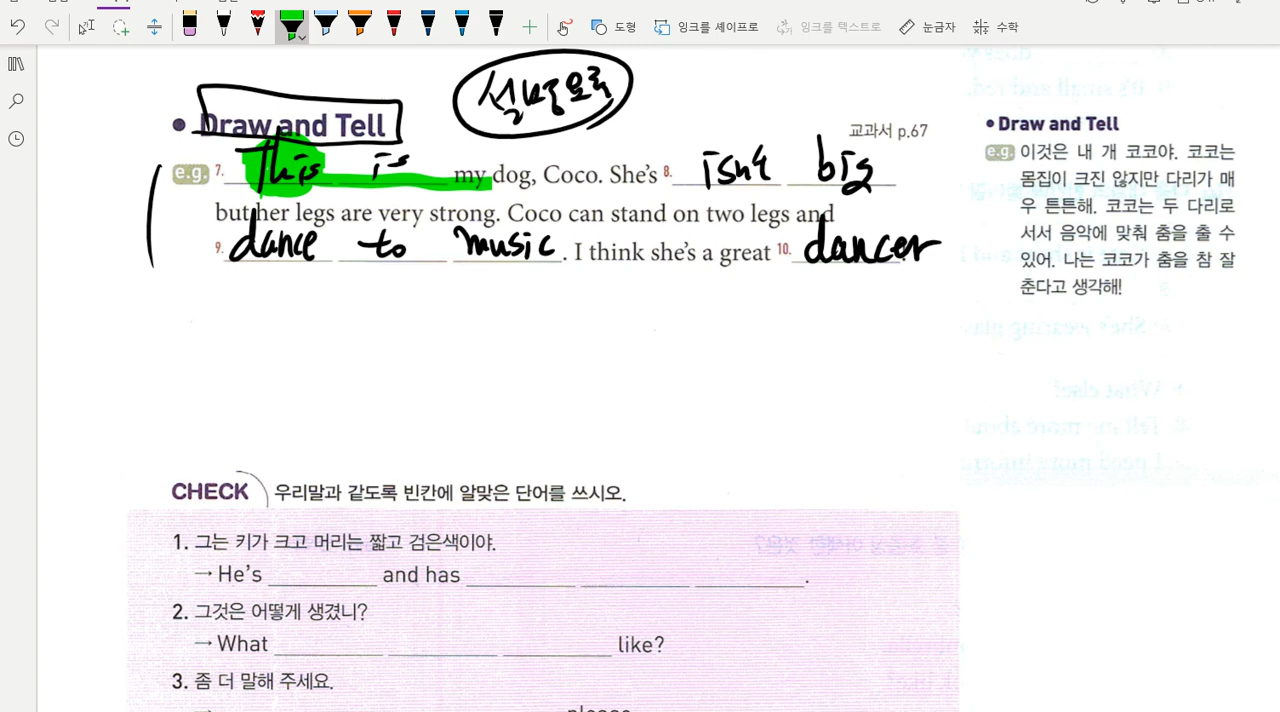 도형
잉크를 셰이프로
잉크를 텍스트로
눈금자
수학
설명요약
• Draw and Tell
교과서 p.67
e.g. 7. This is my dog, Coco. She's 8. isn't big
but her legs are very strong. Coco can stand on two legs and
9. dance to music. I think she's a great 10. dancer.
• Draw and Tell
e.g. 이것은 내 개 코코야. 코코는
몸집이 크진 않지만 다리가 매
우 튼튼해. 코코는 두 다리로
서서 음악에 맞춰 춤을 출 수
있어. 나는 코코가 춤을 참 잘
춘다고 생각해!
CHECK 우리말과 같도록 빈칸에 알맞은 단어를 쓰시오.
1. 그는 키가 크고 머리는 짧고 검은색이야.
→ He's ______ and has ______ ______ ______.
2. 그것은 어떻게 생겼니?
→ What ______ ______ ______ like?
3. 좀 더 말해 주세요.